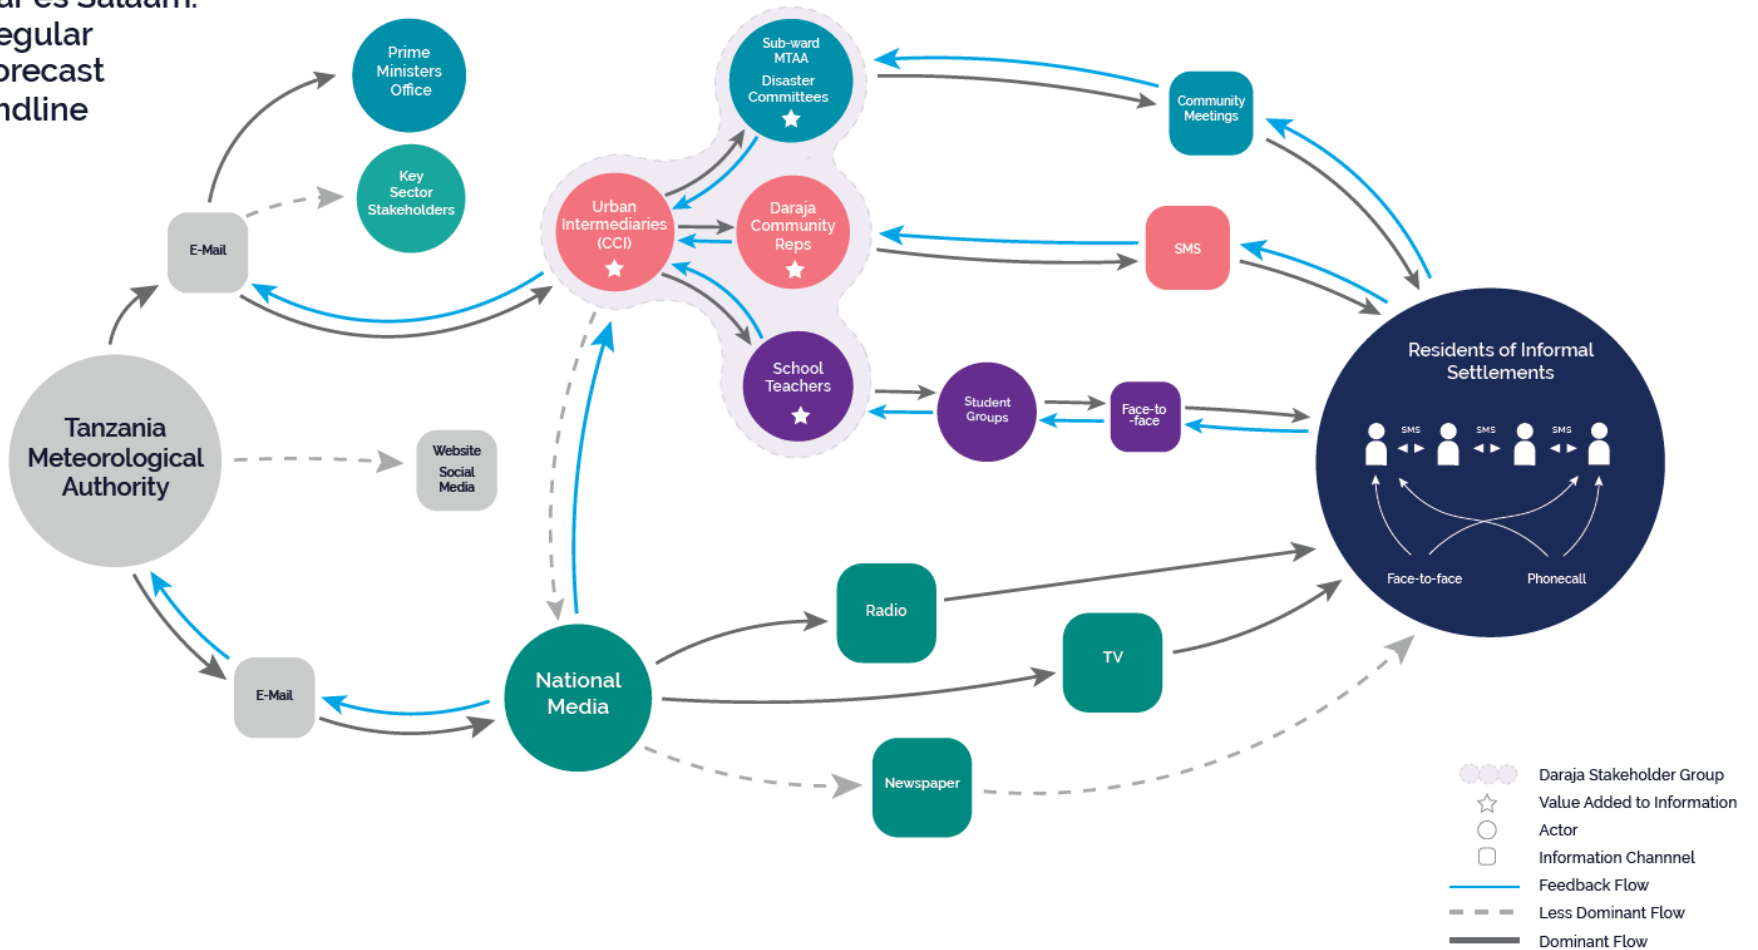 ar es Salaam:
egular
orecast
ndline
Prime
Ministers
Office
Key
Sector
Stakeholders
E-Mail
Tanzania
Meteorological
Authority
Website
Social
Media
E-Mail
Urban
Intermediaries
(CCI)
Sub-ward
MTAA
Disaster
Committees
Daraja
Community
Reps
School
Teachers
Student
Groups
Face-to
-face
Community
Meetings
SMS
National
Media
Radio
TV
Newspaper
Residents of Informal
Settlements
SMS
SMS
SMS
Face-to-face
Phonecall
Daraja Stakeholder Group
Value Added to Information
Actor
Information Channnel
Feedback Flow
Less Dominant Flow
Dominant Flow